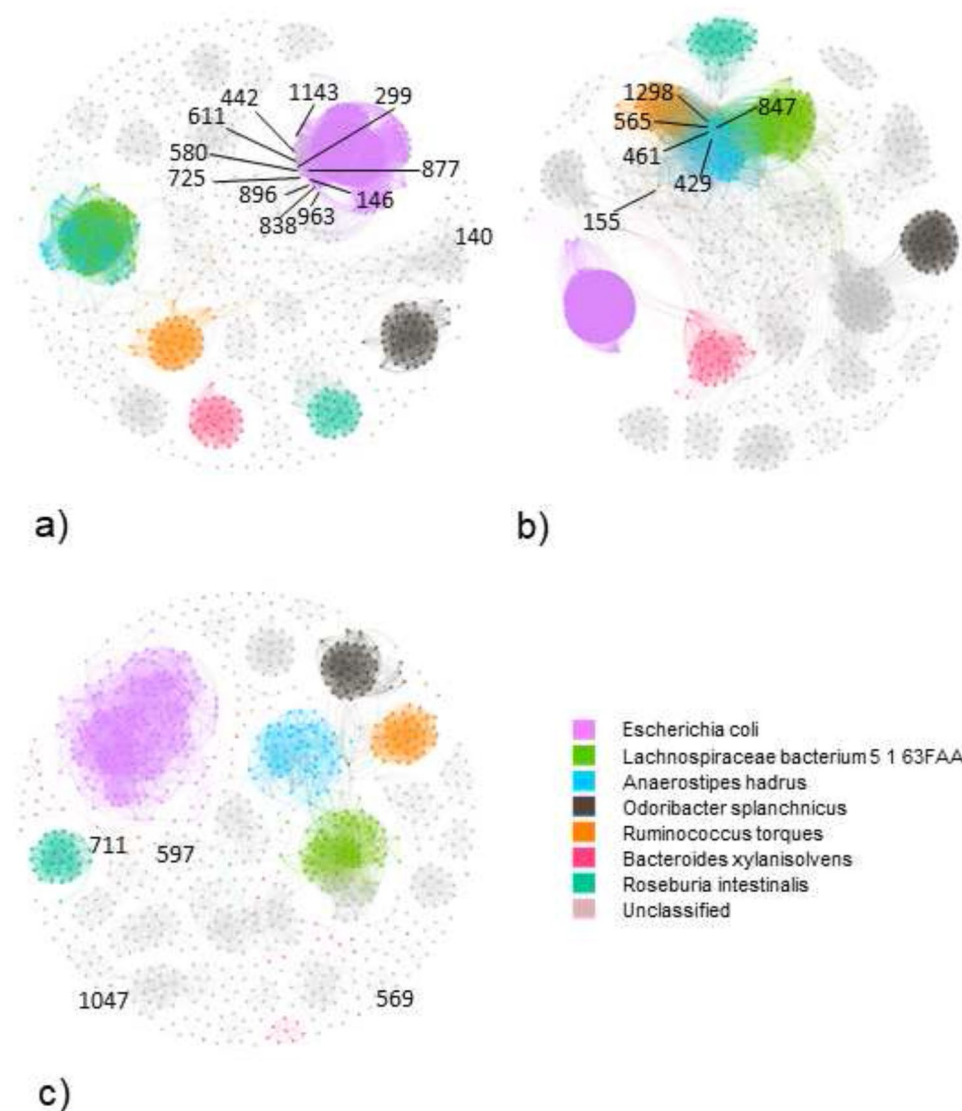 1143
299
442
611
580
725
877
896
146
838
963
140
1298
847
565
461
429
155
a)
b)
711
597
1047
569
Escherichia coli
Lachnospiraceae bacterium 5 1 63FAA
Anaerostipes hadrus
Odoribacter splanchnicus
Ruminococcus torques
Bacteroides xylanisolvens
Roseburia intestinalis
Unclassified
c)